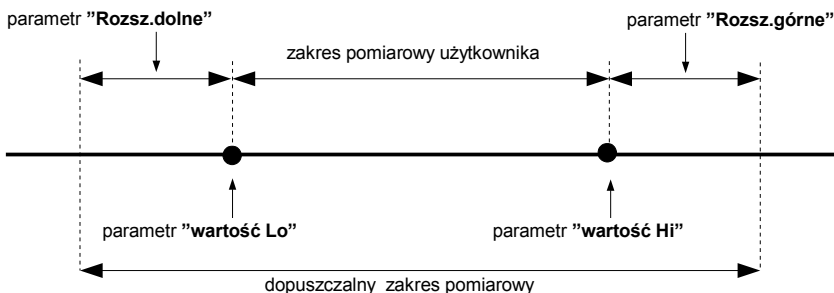 parametr ”Rozsz.dolne”
parametr ”Rozsz.górne”
zakres pomiarowy użytkownika
parametr ”wartość Lo”
parametr ”wartość Hi”
dopuszczalny zakres pomiarowy